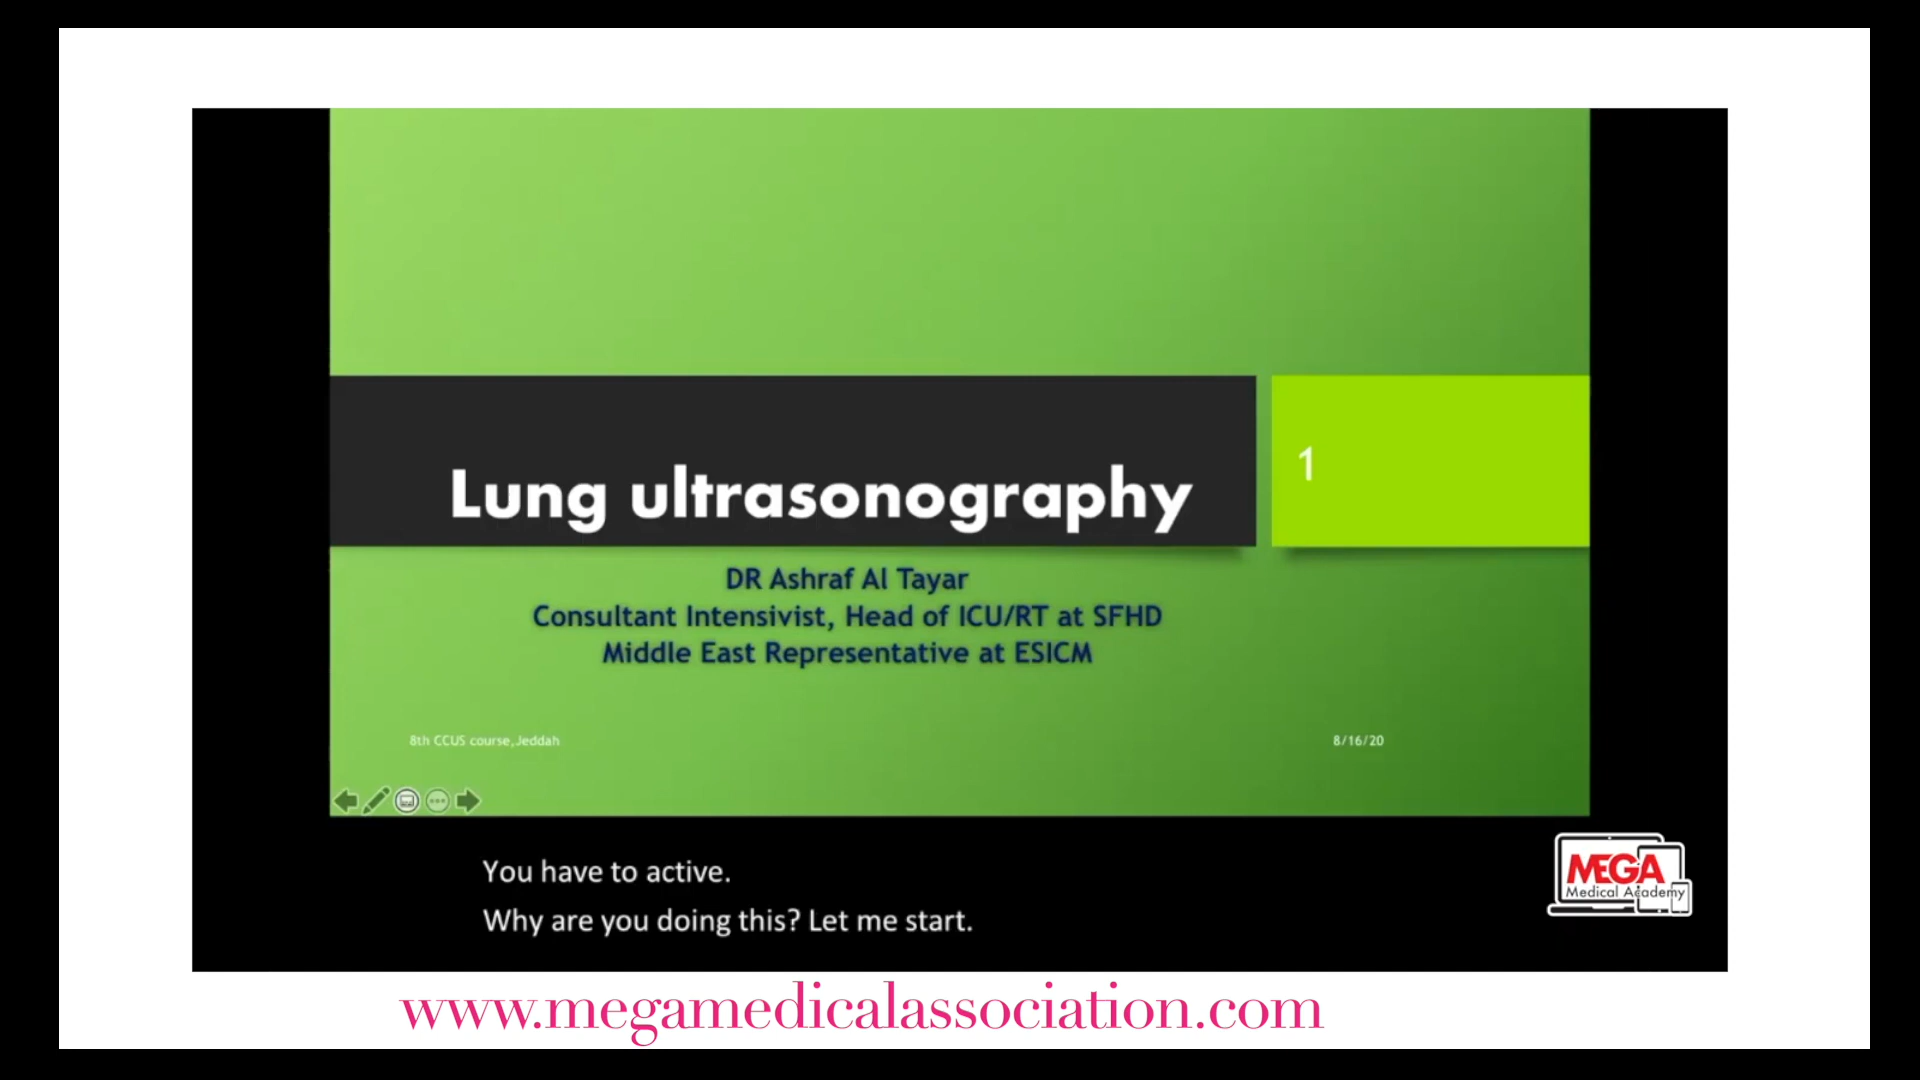 Lung ultrasonography
1
DR Ashraf Al Tayar
Consultant Intensivist, Head of ICU/RT at SFHD
Middle East Representative at ESICM
8th CCUS course,Jeddah
8/16/20
You have to active.
Why are you doing this? Let me start.
MEGA
Medical Academy
www.megamedicalassociation.com